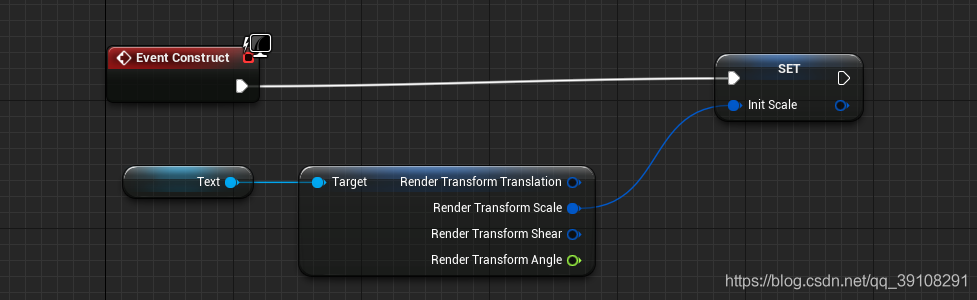 Event Construct
SET
Init Scale
Text
Target
Render Transform Translation
Render Transform Scale
Render Transform Shear
Render Transform Angle
https://blog.csdn.net/qq_39108291